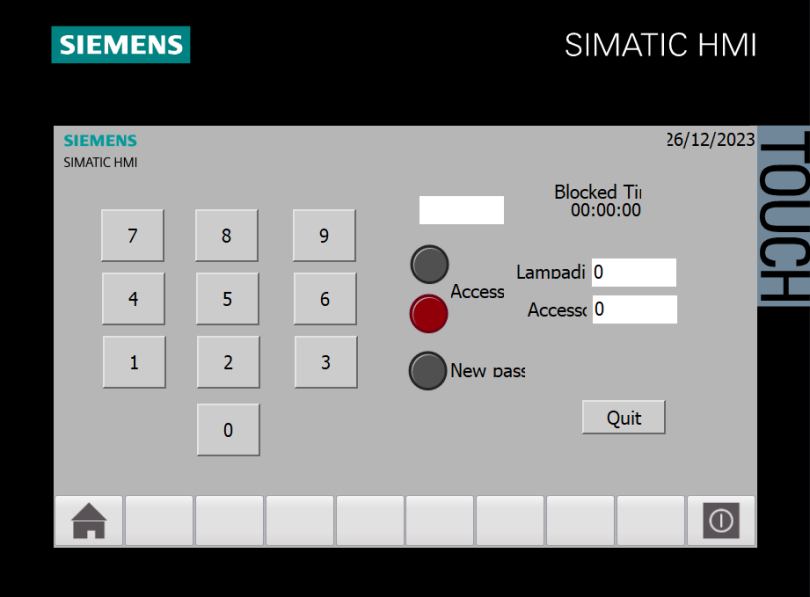 SIEMENS
SIMATIC HMI
TOUCH
SIEMENS
SIMATIC HMI
26/12/2023
Blocked Ti
00:00:00
7
8
9
4
5
6
1
2
3
0
Access
New pass
Lampadi
0
Accesso
0
Quit